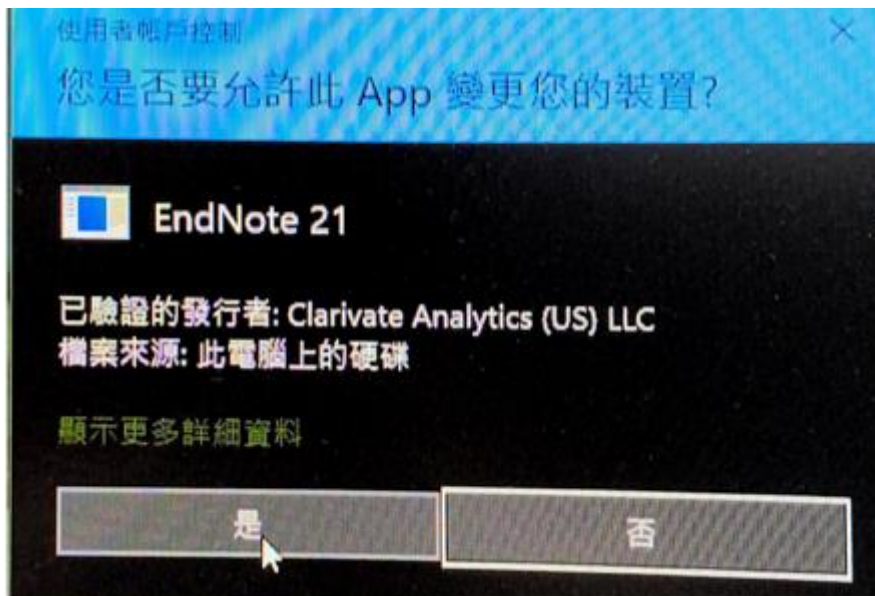 使用者帳戶控制
您是否要允許此 App 變更您的裝置?
EndNote 21
已驗證的發行者: Clarivate Analytics (US) LLC
檔案來源: 此電腦上的硬碟
顯示更多詳細資料
是
否